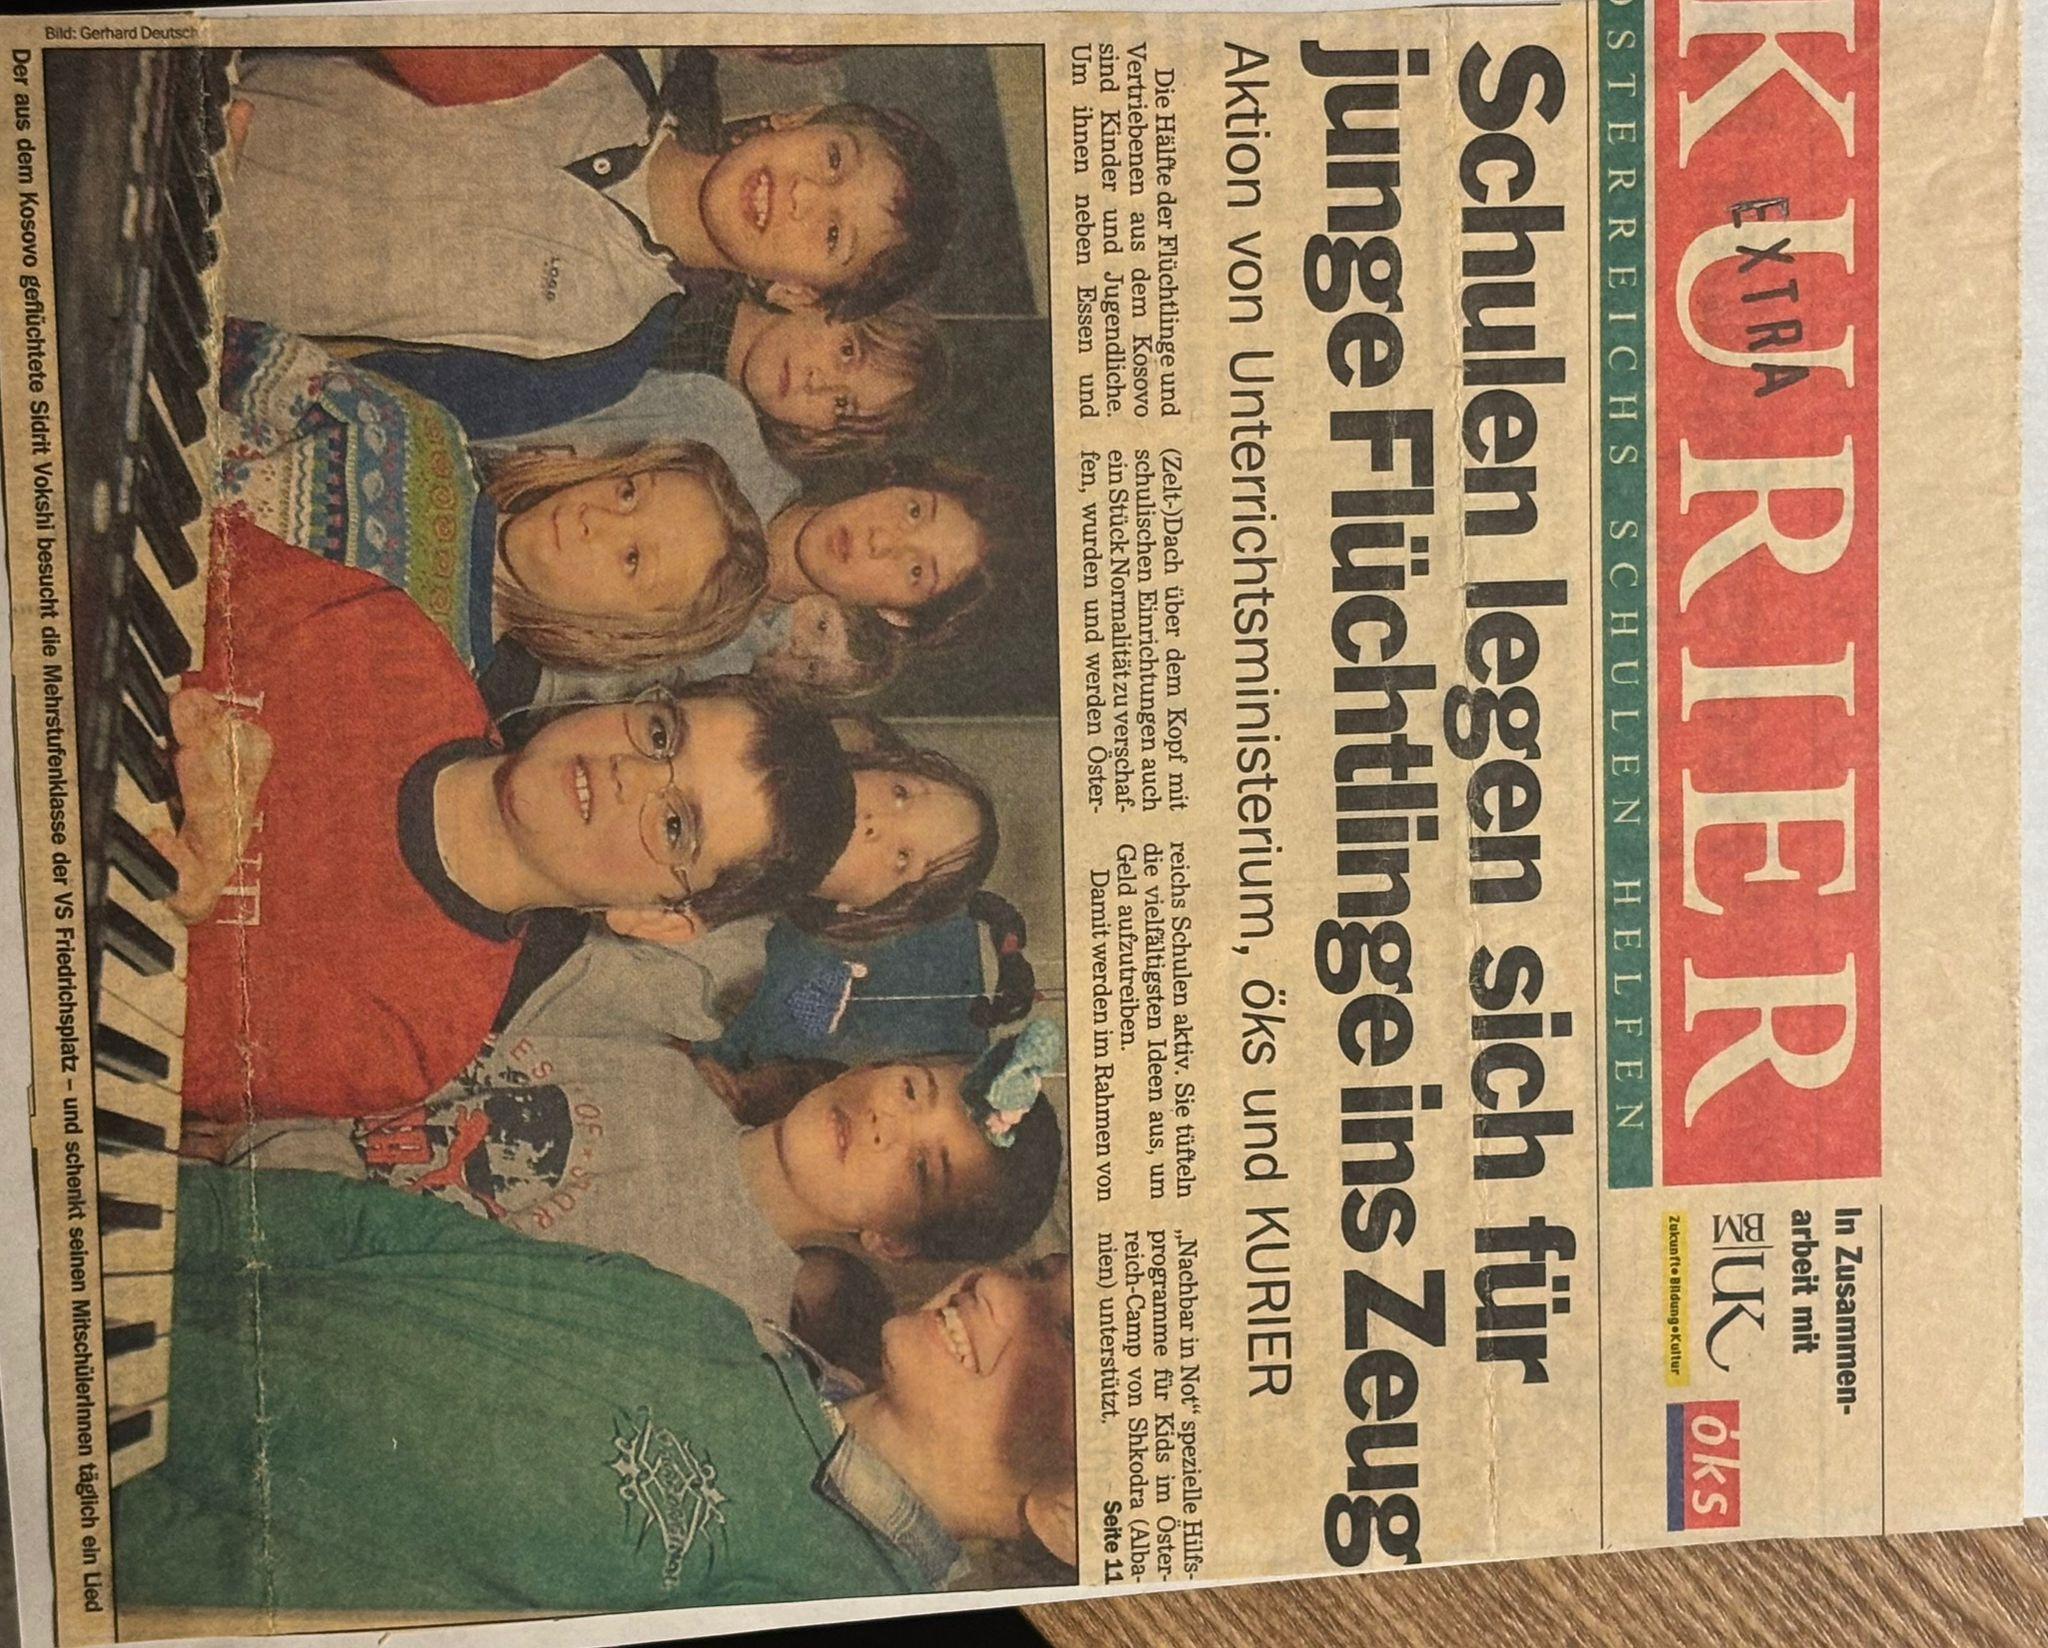 KURIER
EXTRA
ÖSTERREICHS SCHULEN HELFEN
In Zusammen-
arbeit mit
BM UK
Zukunft•Bildung•Kultur
öks
Schulen legen sich für
junge Flüchtlinge ins Zeug
Aktion von Unterrichtsministerium, öks und KURIER
Die Hälfte der Flüchtlinge und
Vertriebenen aus dem Kosovo
sind Kinder und Jugendliche.
Um ihnen neben Essen und
(Zelt-)Dach über dem Kopf mit
schulischen Einrichtungen auch
ein Stück Normalität zu verschaf-
fen, wurden und werden Öster-
reichs Schulen aktiv. Sie tüfteln
die vielfältigsten Ideen aus, um
Geld aufzutreiben.
Damit werden im Rahmen von
„Nachbar in Not“ spezielle Hilfs-
programme für Kids im Öster-
reich-Camp von Shkodra (Alba-
nien) unterstützt. Seite 11
LOGO
ES·OF·STAR
Bild: Gerhard Deutsch
Der aus dem Kosovo geflüchtete Sidrit Vokshi besucht die Mehrstufenklasse der VS Friedrichsplatz – und schenkt seinen MitschülerInnen täglich ein Lied